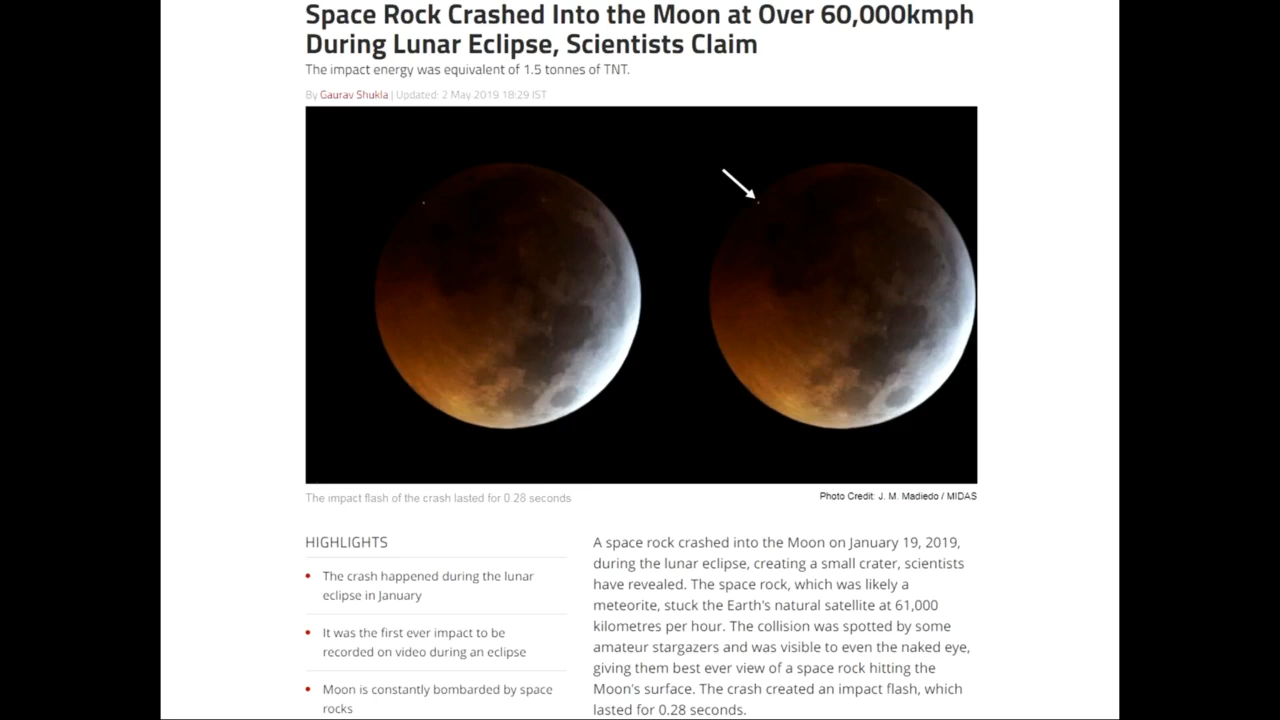 Space Rock Crashed Into the Moon at Over 60,000kmph
During Lunar Eclipse, Scientists Claim
The impact energy was equivalent of 1.5 tonnes of TNT.
By Gaurav Shukla | Updated: 2 May 2019 18:29 IST
The impact flash of the crash lasted for 0.28 seconds
Photo Credit: J. M. Madiedo / MIDAS
HIGHLIGHTS
• The crash happened during the lunar
eclipse in January
• It was the first ever impact to be
recorded on video during an eclipse
• Moon is constantly bombarded by space
rocks
A space rock crashed into the Moon on January 19, 2019,
during the lunar eclipse, creating a small crater, scientists
have revealed. The space rock, which was likely a
meteorite, stuck the Earth's natural satellite at 61,000
kilometres per hour. The collision was spotted by some
amateur stargazers and was visible to even the naked eye,
giving them best ever view of a space rock hitting the
Moon's surface. The crash created an impact flash, which
lasted for 0.28 seconds.